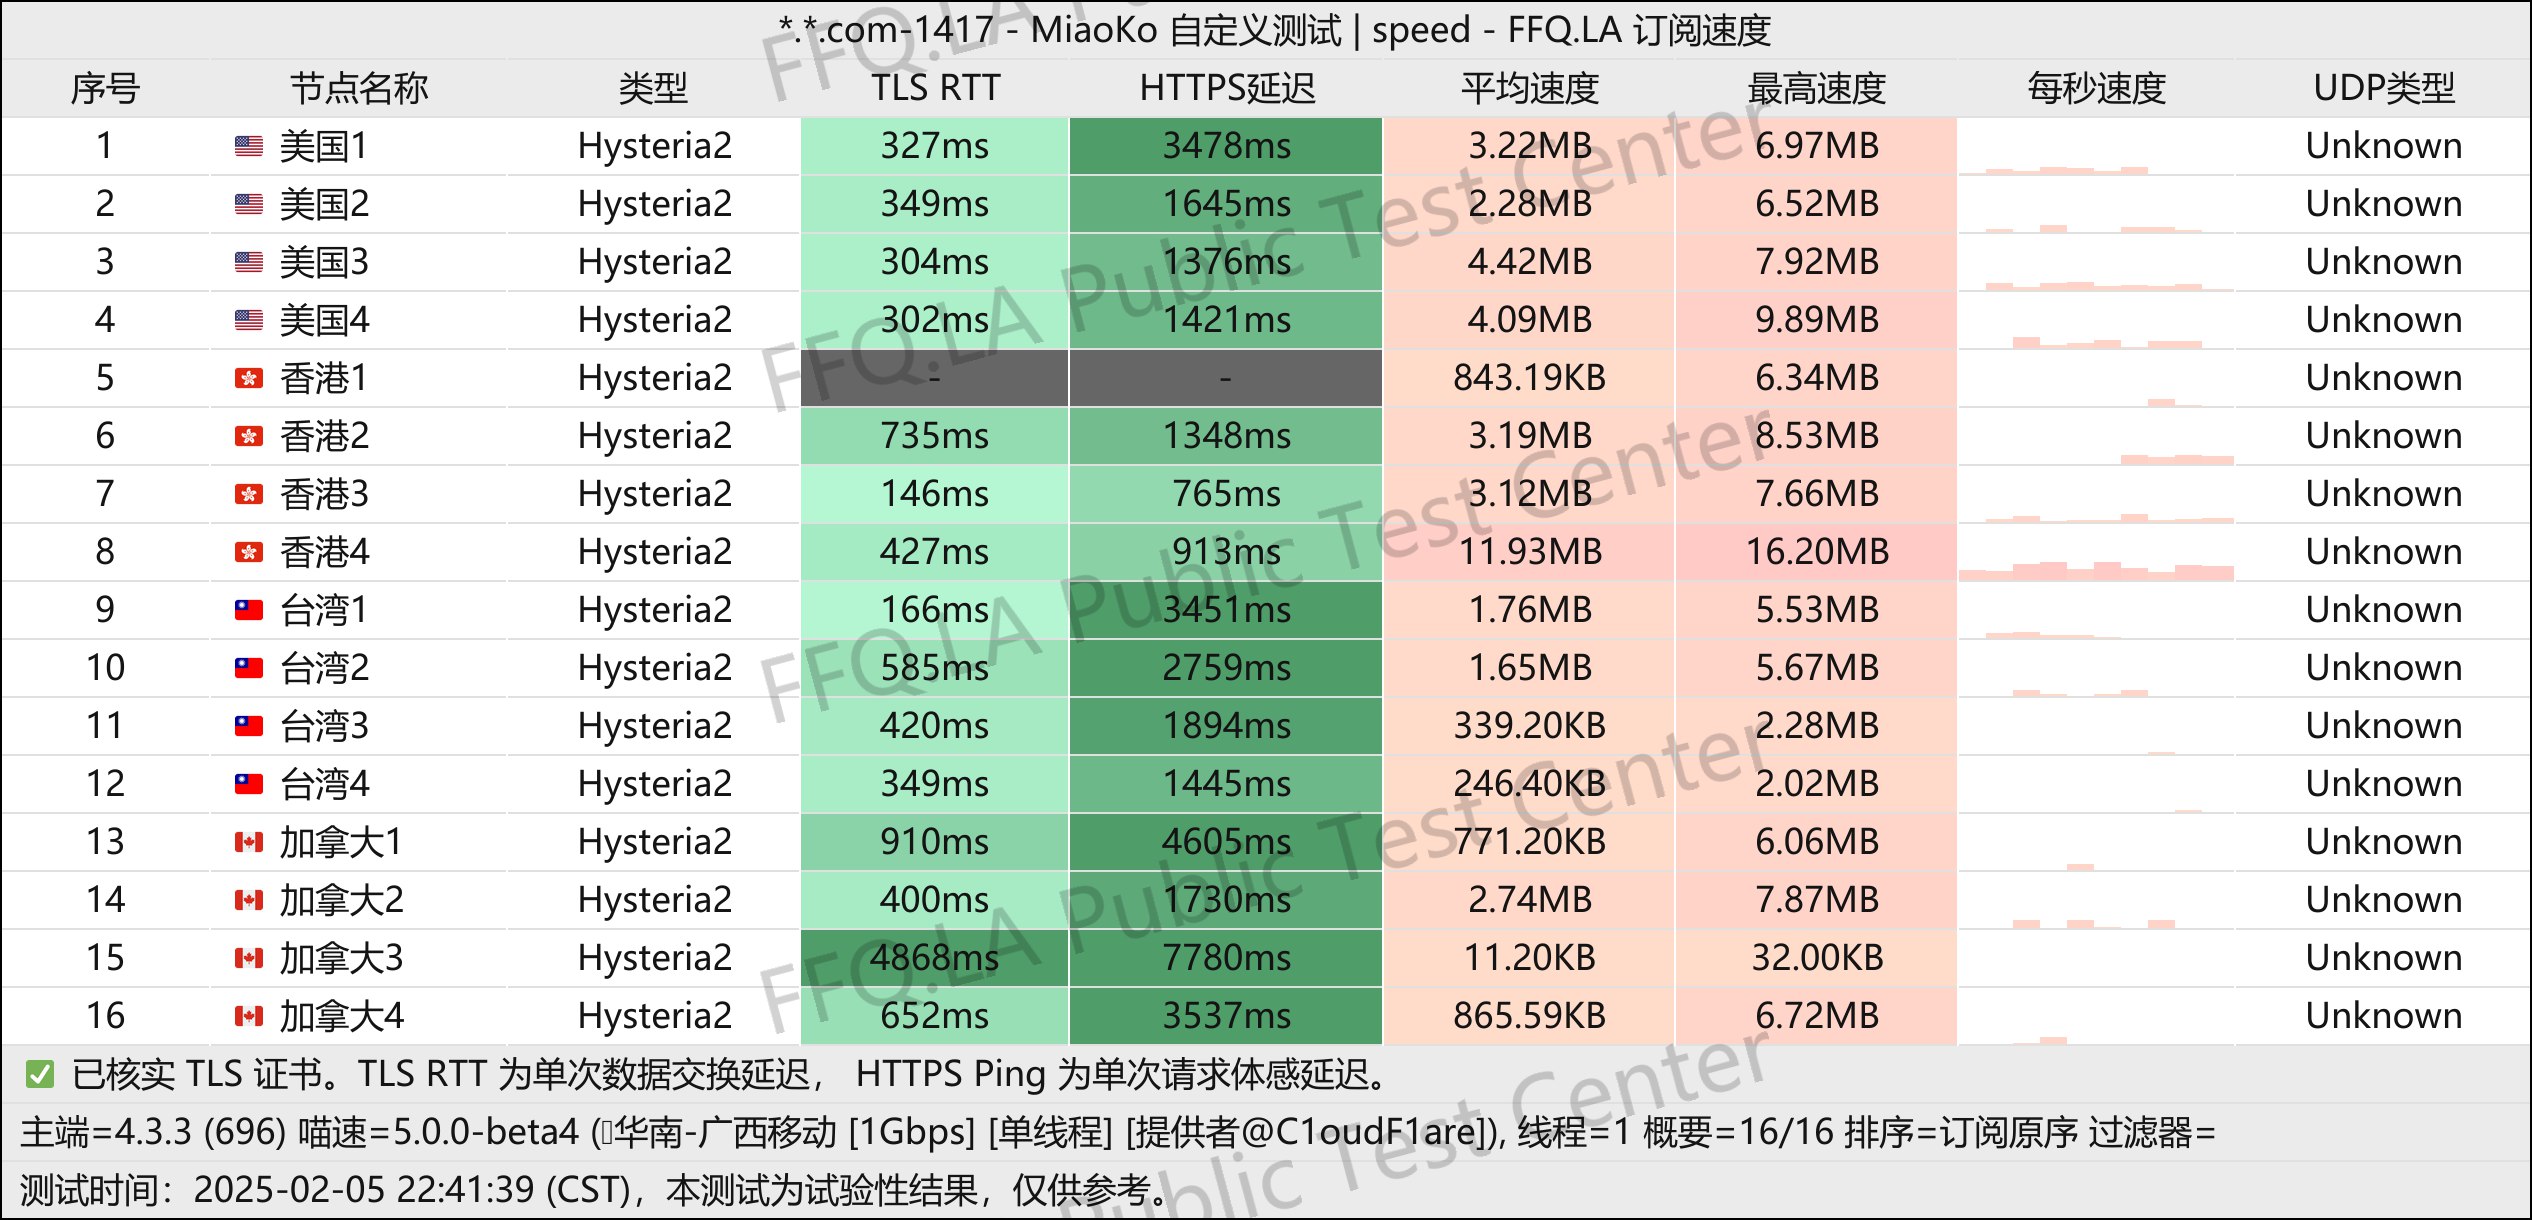 *.*.com-1417 - MiaoKo 自定义测试 | speed - FFQ.LA 订阅速度
序号 节点名称 类型 TLS RTT HTTPS延迟 平均速度 最高速度 每秒速度 UDP类型
1 美国1 Hysteria2 327ms 3478ms 3.22MB 6.97MB Unknown
2 美国2 Hysteria2 349ms 1645ms 2.28MB 6.52MB Unknown
3 美国3 Hysteria2 304ms 1376ms 4.42MB 7.92MB Unknown
4 美国4 Hysteria2 302ms 1421ms 4.09MB 9.89MB Unknown
5 香港1 Hysteria2 - - 843.19KB 6.34MB Unknown
6 香港2 Hysteria2 735ms 1348ms 3.19MB 8.53MB Unknown
7 香港3 Hysteria2 146ms 765ms 3.12MB 7.66MB Unknown
8 香港4 Hysteria2 427ms 913ms 11.93MB 16.20MB Unknown
9 台湾1 Hysteria2 166ms 3451ms 1.76MB 5.53MB Unknown
10 台湾2 Hysteria2 585ms 2759ms 1.65MB 5.67MB Unknown
11 台湾3 Hysteria2 420ms 1894ms 339.20KB 2.28MB Unknown
12 台湾4 Hysteria2 349ms 1445ms 246.40KB 2.02MB Unknown
13 加拿大1 Hysteria2 910ms 4605ms 771.20KB 6.06MB Unknown
14 加拿大2 Hysteria2 400ms 1730ms 2.74MB 7.87MB Unknown
15 加拿大3 Hysteria2 4868ms 7780ms 11.20KB 32.00KB Unknown
16 加拿大4 Hysteria2 652ms 3537ms 865.59KB 6.72MB Unknown
✅ 已核实 TLS 证书。TLS RTT 为单次数据交换延迟， HTTPS Ping 为单次请求体感延迟。
主端=4.3.3 (696) 喵速=5.0.0-beta4 (华南-广西移动 [1Gbps] [单线程] [提供者@C1oudF1are]), 线程=1 概要=16/16 排序=订阅原序 过滤器=
测试时间：2025-02-05 22:41:39 (CST)，本测试为试验性结果，仅供参考。
FFQ.LA Public Test Center
FFQ.LA Public Test Center
FFQ.LA Public Test Center
FFQ.LA Public Test Center